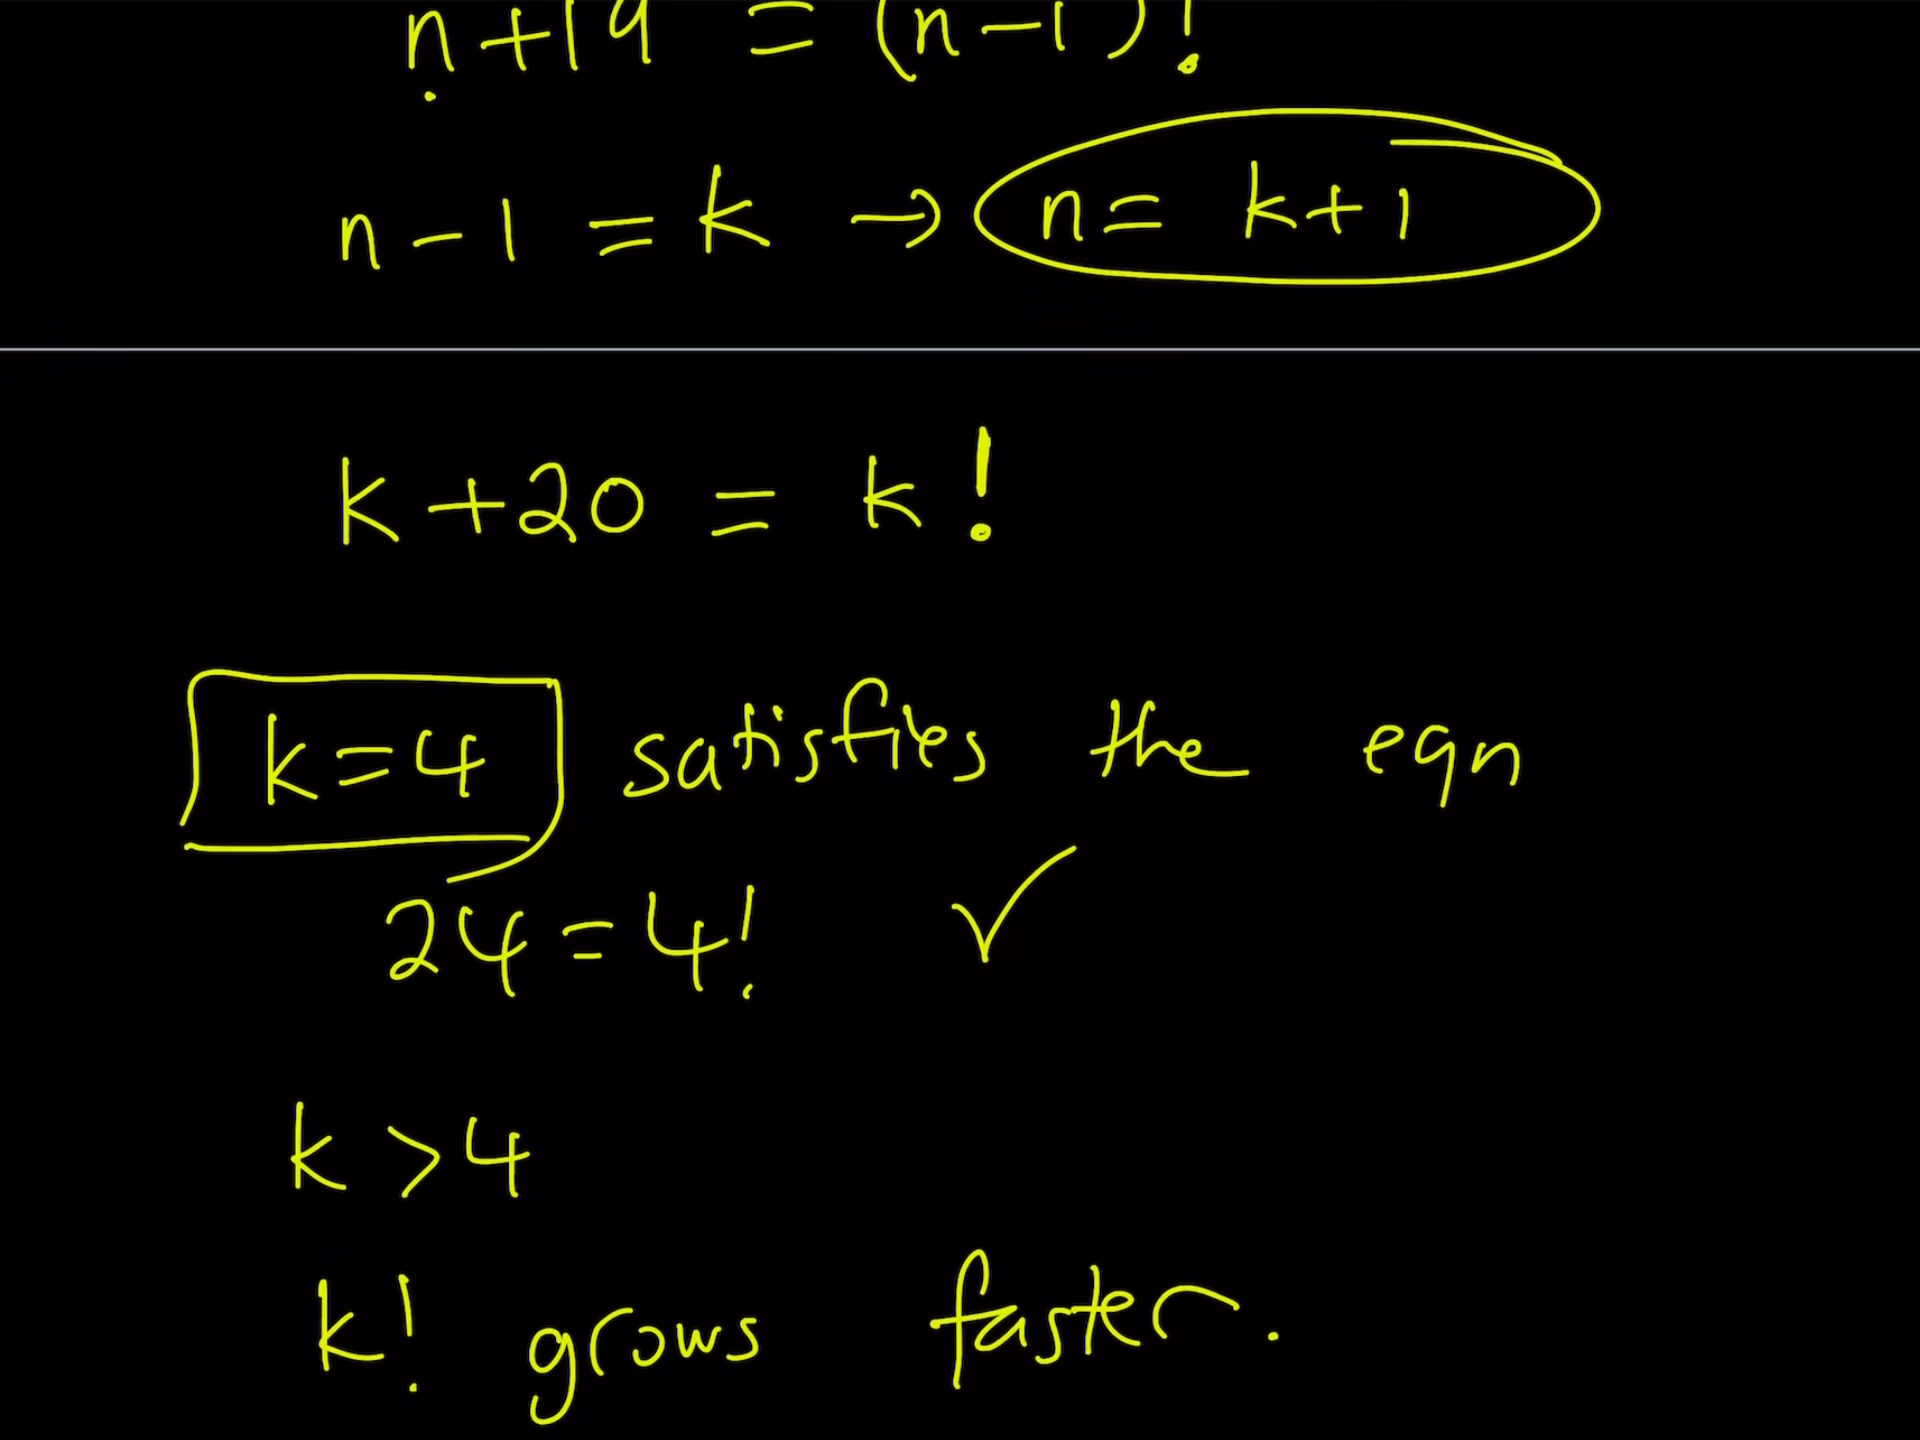 n+19 = (n-1)!
n-1 = k → n= k+1
k+20 = k!
k=4 satisfies the eqn
24=4! ✓
k>4
k! grows faster.